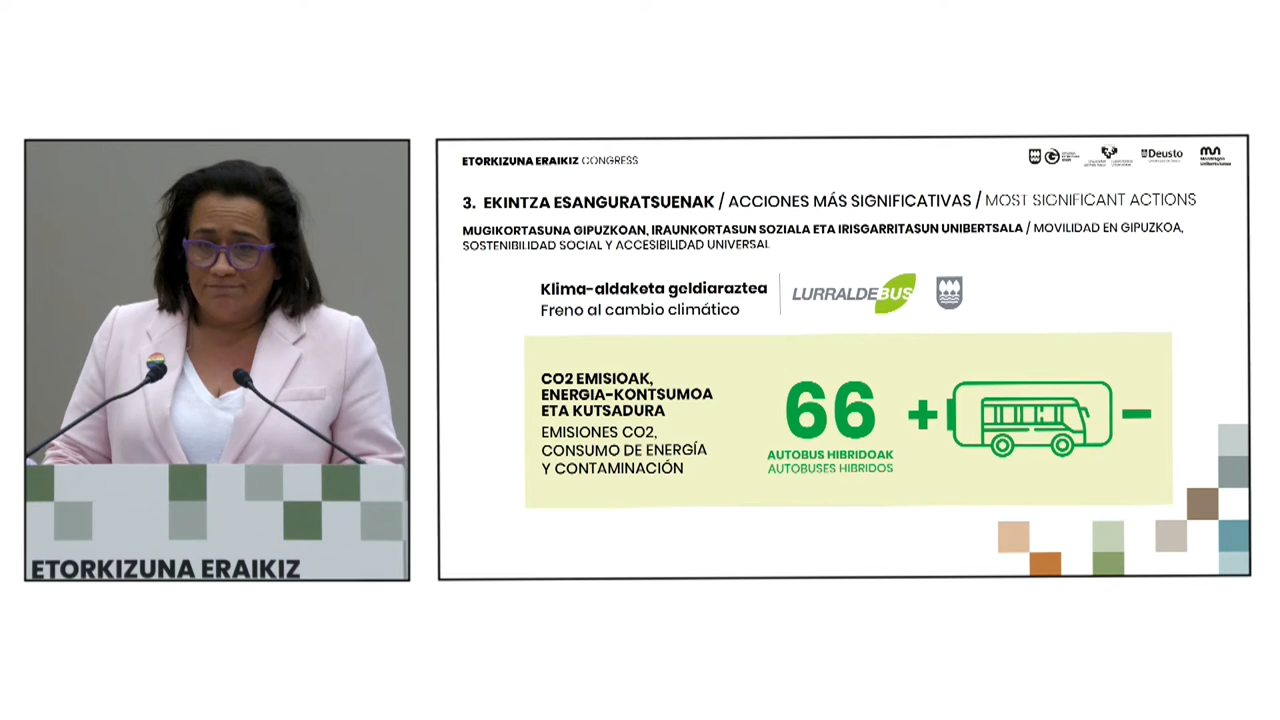 ETORKIZUNA ERAIKIZ
ETORKIZUNA ERAIKIZ CONGRESS
Deusto
3. EKINTZA ESANGURATSUENAK / ACCIONES MÁS SIGNIFICATIVAS / MOST SIGNIFICANT ACTIONS
MUGIKORTASUNA GIPUZKOAN, IRAUNKORTASUN SOZIALA ETA IRISGARRITASUN UNIBERTSALA / MOVILIDAD EN GIPUZKOA,
SOSTENIBILIDAD SOCIAL Y ACCESIBILIDAD UNIVERSAL
Klima-aldaketa geldiaraztea
Freno al cambio climático
LURRALDEBUS
CO2 EMISIOAK,
ENERGIA-KONTSUMOA
ETA KUTSADURA
EMISIONES CO2,
CONSUMO DE ENERGÍA
Y CONTAMINACIÓN
66
AUTOBUS HIBRIDOAK
AUTOBUSES HIBRIDOS